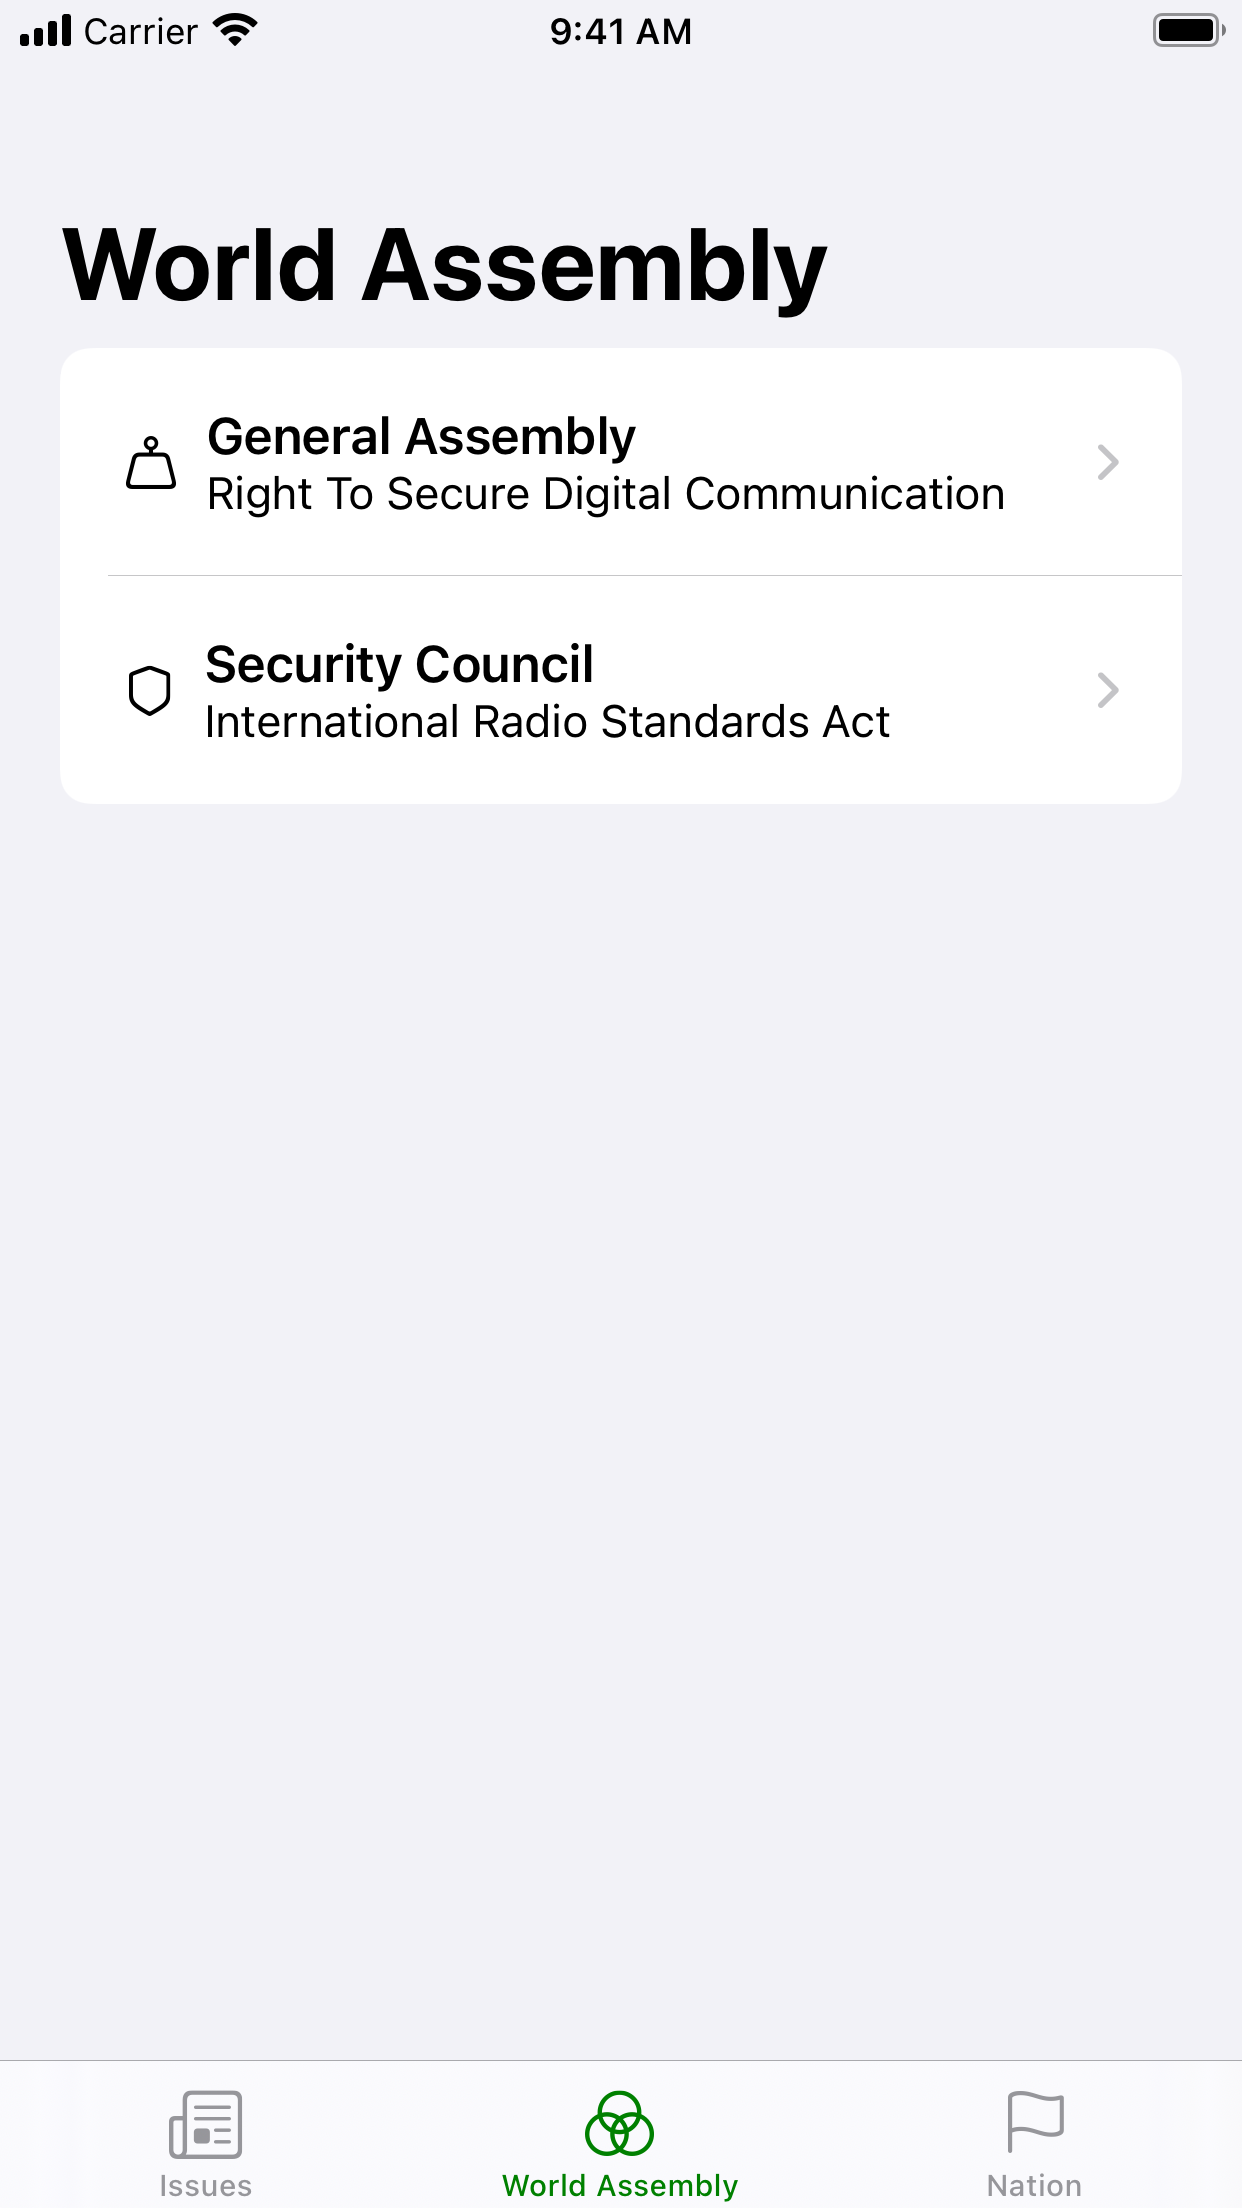 Carrier 9:41 AM
World Assembly
General Assembly
Right To Secure Digital Communication
Security Council
International Radio Standards Act
Issues World Assembly Nation